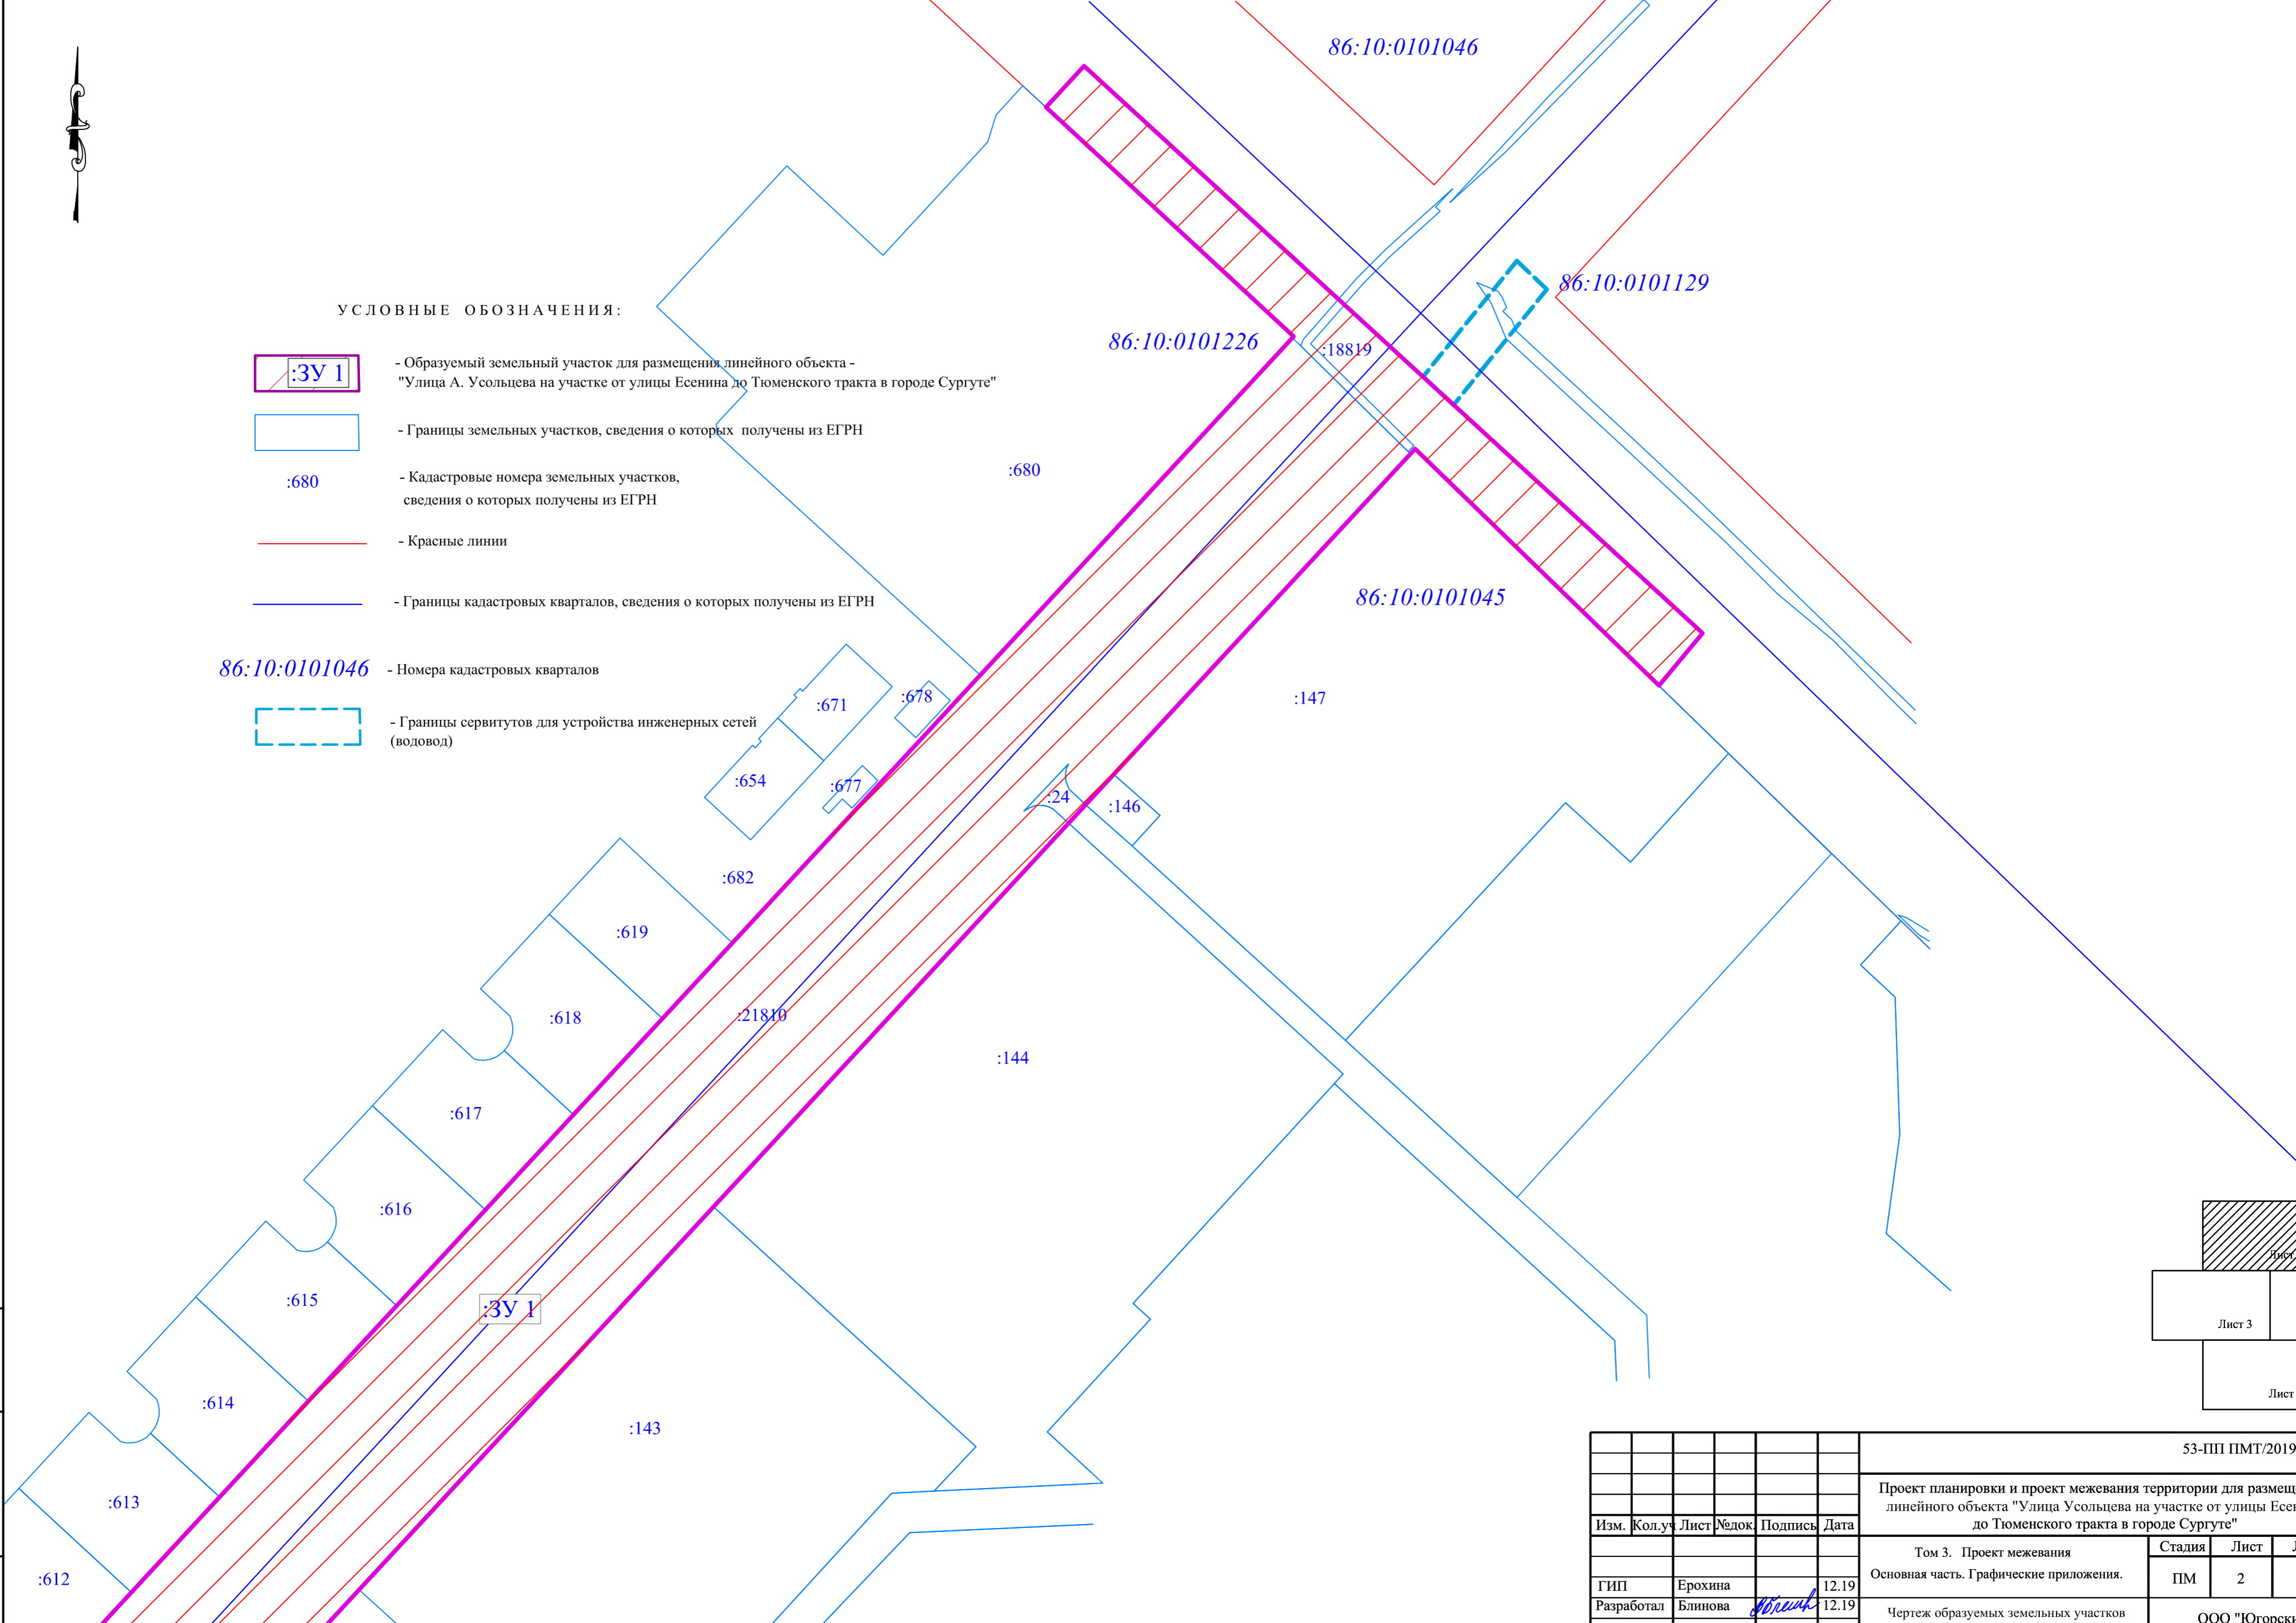 86:10:0101046
86:10:0101129
86:10:0101226
:18819
УСЛОВНЫЕ ОБОЗНАЧЕНИЯ:
:ЗУ 1
- Образуемый земельный участок для размещения линейного объекта -
"Улица А. Усольцева на участке от улицы Есенина до Тюменского тракта в городе Сургуте"
- Границы земельных участков, сведения о которых получены из ЕГРН
:680
- Кадастровые номера земельных участков,
сведения о которых получены из ЕГРН
- Красные линии
- Границы кадастровых кварталов, сведения о которых получены из ЕГРН
86:10:0101046
- Номера кадастровых кварталов
- Границы сервитутов для устройства инженерных сетей
(водовод)
:680
86:10:0101045
:147
:678
:671
:677
:654
:24
:146
:682
:619
:21810
:618
:144
:617
:616
:615
:ЗУ 1
:614
:143
:613
:612
Лист 3
Лист
53-ПП ПМТ/2019
Проект планировки и проект межевания территории для
линейного объекта "Улица Усольцева на участке от улицы
до Тюменского тракта в городе Сургуте"
Изм. Кол.уч Лист №док. Подпись Дата
Том 3. Проект межевания
Основная часть. Графические приложения.
Стадия Лист
ПМ 2
ГИП Ерохина 12.19
Разработал Блинова 12.19
Чертеж образуемых земельных участков
ООО